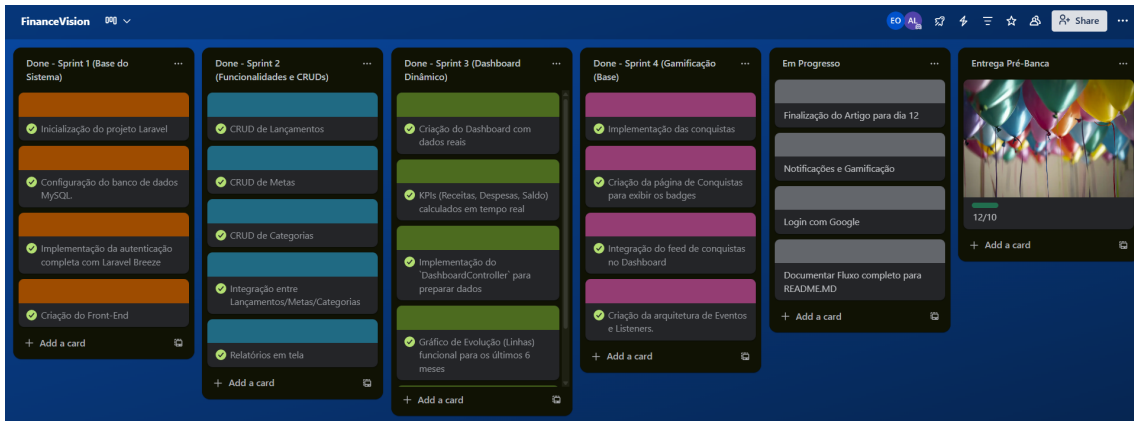 FinanceVision
EO
AL
Share
Done - Sprint 1 (Base do
Sistema)
Inicialização do projeto Laravel
Configuração do banco de dados
MySQL.
Implementação da autenticação
completa com Laravel Breeze
Criação do Front-End
+ Add a card
Done - Sprint 2
(Funcionalidades e CRUDs)
CRUD de Lançamentos
CRUD de Metas
CRUD de Categorias
Integração entre
Lançamentos/Metas/Categorias
Relatórios em tela
+ Add a card
Done - Sprint 3 (Dashboard
Dinâmico)
Criação do Dashboard com
dados reais
KPIs (Receitas, Despesas, Saldo)
calculados em tempo real
Implementação do
`DashboardController` para
preparar dados
Gráfico de Evolução (Linhas)
funcional para os últimos 6
meses
+ Add a card
Done - Sprint 4 (Gamificação
(Base)
Implementação das conquistas
Criação da página de Conquistas
para exibir os badges
Integração do feed de conquistas
no Dashboard
Criação da arquitetura de Eventos
e Listeners.
+ Add a card
Em Progresso
Finalização do Artigo para dia 12
Notificações e Gamificação
Login com Google
Documentar Fluxo completo para
README.MD
+ Add a card
Entrega Pré-Banca
12/10
+ Add a card